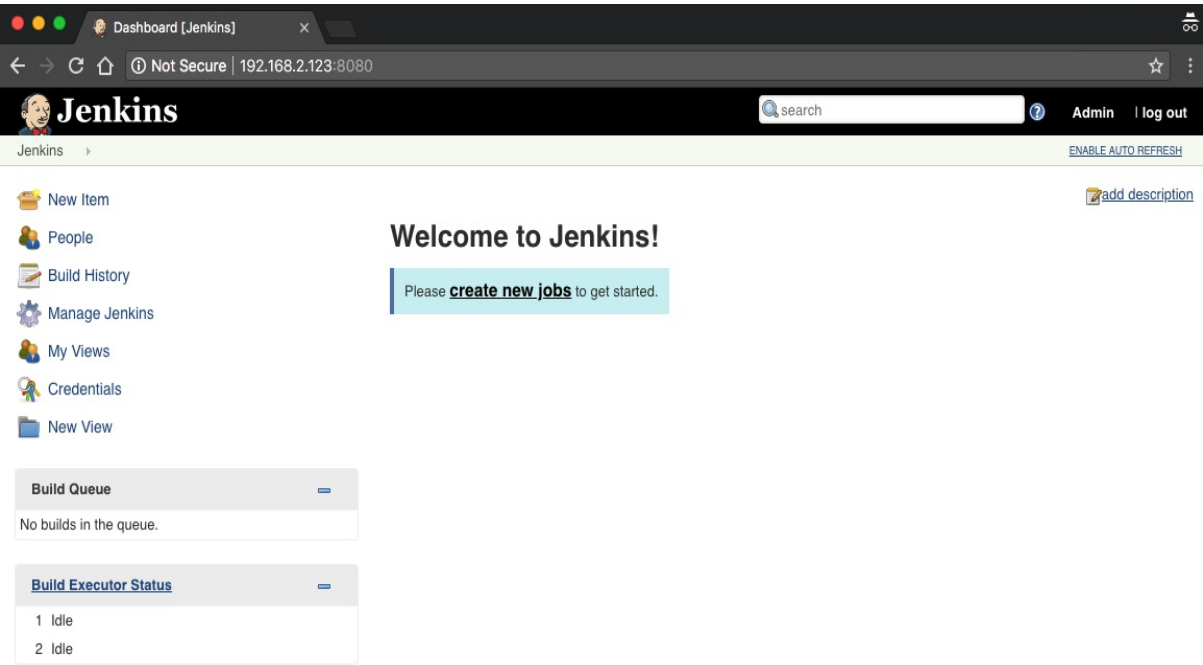 Dashboard [Jenkins]
Not Secure | 192.168.2.123:8080
Jenkins
search
Admin | log out
Jenkins
ENABLE AUTO REFRESH
New Item
People
Build History
Manage Jenkins
My Views
Credentials
New View
Build Queue
No builds in the queue.
Build Executor Status
1 Idle
2 Idle
add description
Welcome to Jenkins!
Please create new jobs to get started.